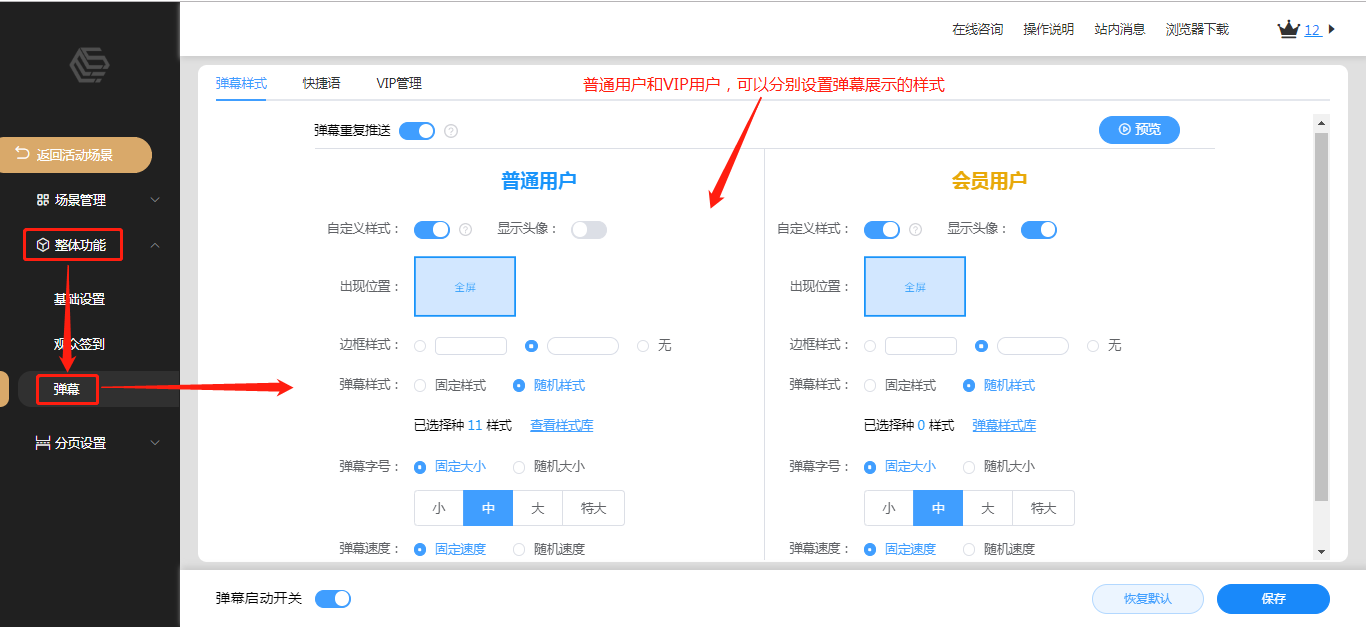 在线咨询 操作说明 站内消息 浏览器下载 12
返回活动场景
场景管理
整体功能
基础设置
观众签到
弹幕
分页设置
弹幕样式 快捷语 VIP管理
普通用户和VIP用户，可以分别设置弹幕展示的样式
弹幕重复推送 ? 预览
普通用户
自定义样式： ? 显示头像：
出现位置： 全屏
边框样式： 无
弹幕样式： 固定样式 随机样式
已选择种 11 样式 查看样式库
弹幕字号： 固定大小 随机大小
小 中 大 特大
弹幕速度： 固定速度 随机速度
会员用户
自定义样式： ? 显示头像：
出现位置： 全屏
边框样式： 无
弹幕样式： 固定样式 随机样式
已选择种 0 样式 弹幕样式库
弹幕字号： 固定大小 随机大小
小 中 大 特大
弹幕速度： 固定速度 随机速度
弹幕启动开关 恢复默认 保存